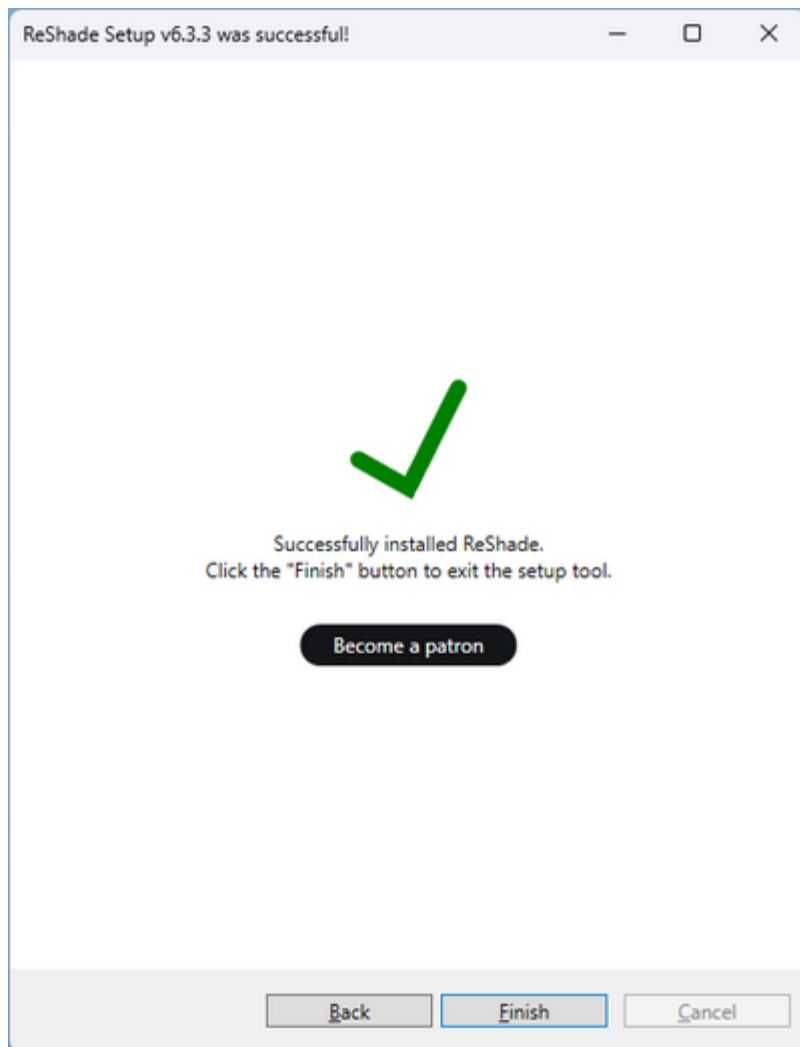 ReShade Setup v6.3.3 was successful!
Successfully installed ReShade.
Click the "Finish" button to exit the setup tool.
Become a patron
Back
Finish
Cancel